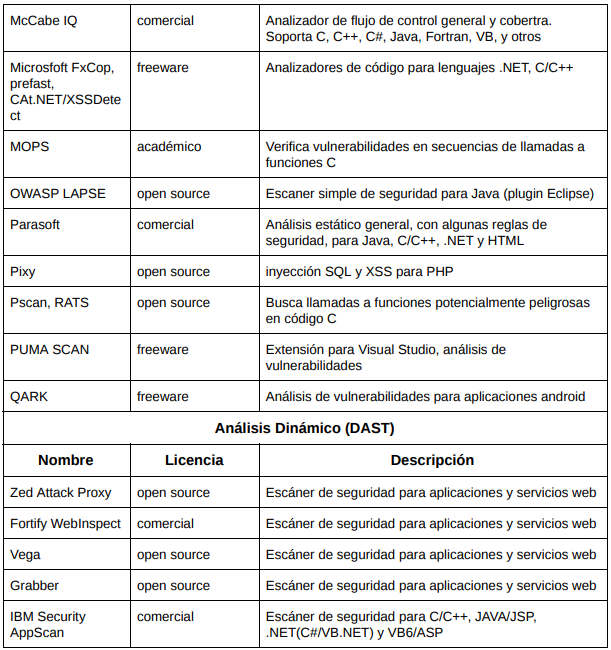 McCabe IQ
comercial
Analizador de flujo de control general y cobertra.
Soporta C, C++, C#, Java, Fortran, VB, y otros
Microsfoft FxCop,
prefast,
CAt.NET/XSSDete
ct
freeware
Analizadores de código para lenguajes .NET, C/C++
MOPS
académico
Verifica vulnerabilidades en secuencias de llamadas a
funciones C
OWASP LAPSE
open source
Escaner simple de seguridad para Java (plugin Eclipse)
Parasoft
comercial
Análisis estático general, con algunas reglas de
seguridad, para Java, C/C++, .NET y HTML
Pixy
open source
inyección SQL y XSS para PHP
Pscan, RATS
open source
Busca llamadas a funciones potencialmente peligrosas
en código C
PUMA SCAN
freeware
Extensión para Visual Studio, análisis de
vulnerabilidades
QARK
freeware
Análisis de vulnerabilidades para aplicaciones android
Análisis Dinámico (DAST)
Nombre
Licencia
Descripción
Zed Attack Proxy
open source
Escáner de seguridad para aplicaciones y servicios web
Fortify WebInspect
comercial
Escáner de seguridad para aplicaciones y servicios web
Vega
open source
Escáner de seguridad para aplicaciones y servicios web
Grabber
open source
Escáner de seguridad para aplicaciones y servicios web
IBM Security
AppScan
comercial
Escáner de seguridad para C/C++, JAVA/JSP,
.NET(C#/VB.NET) y VB6/ASP